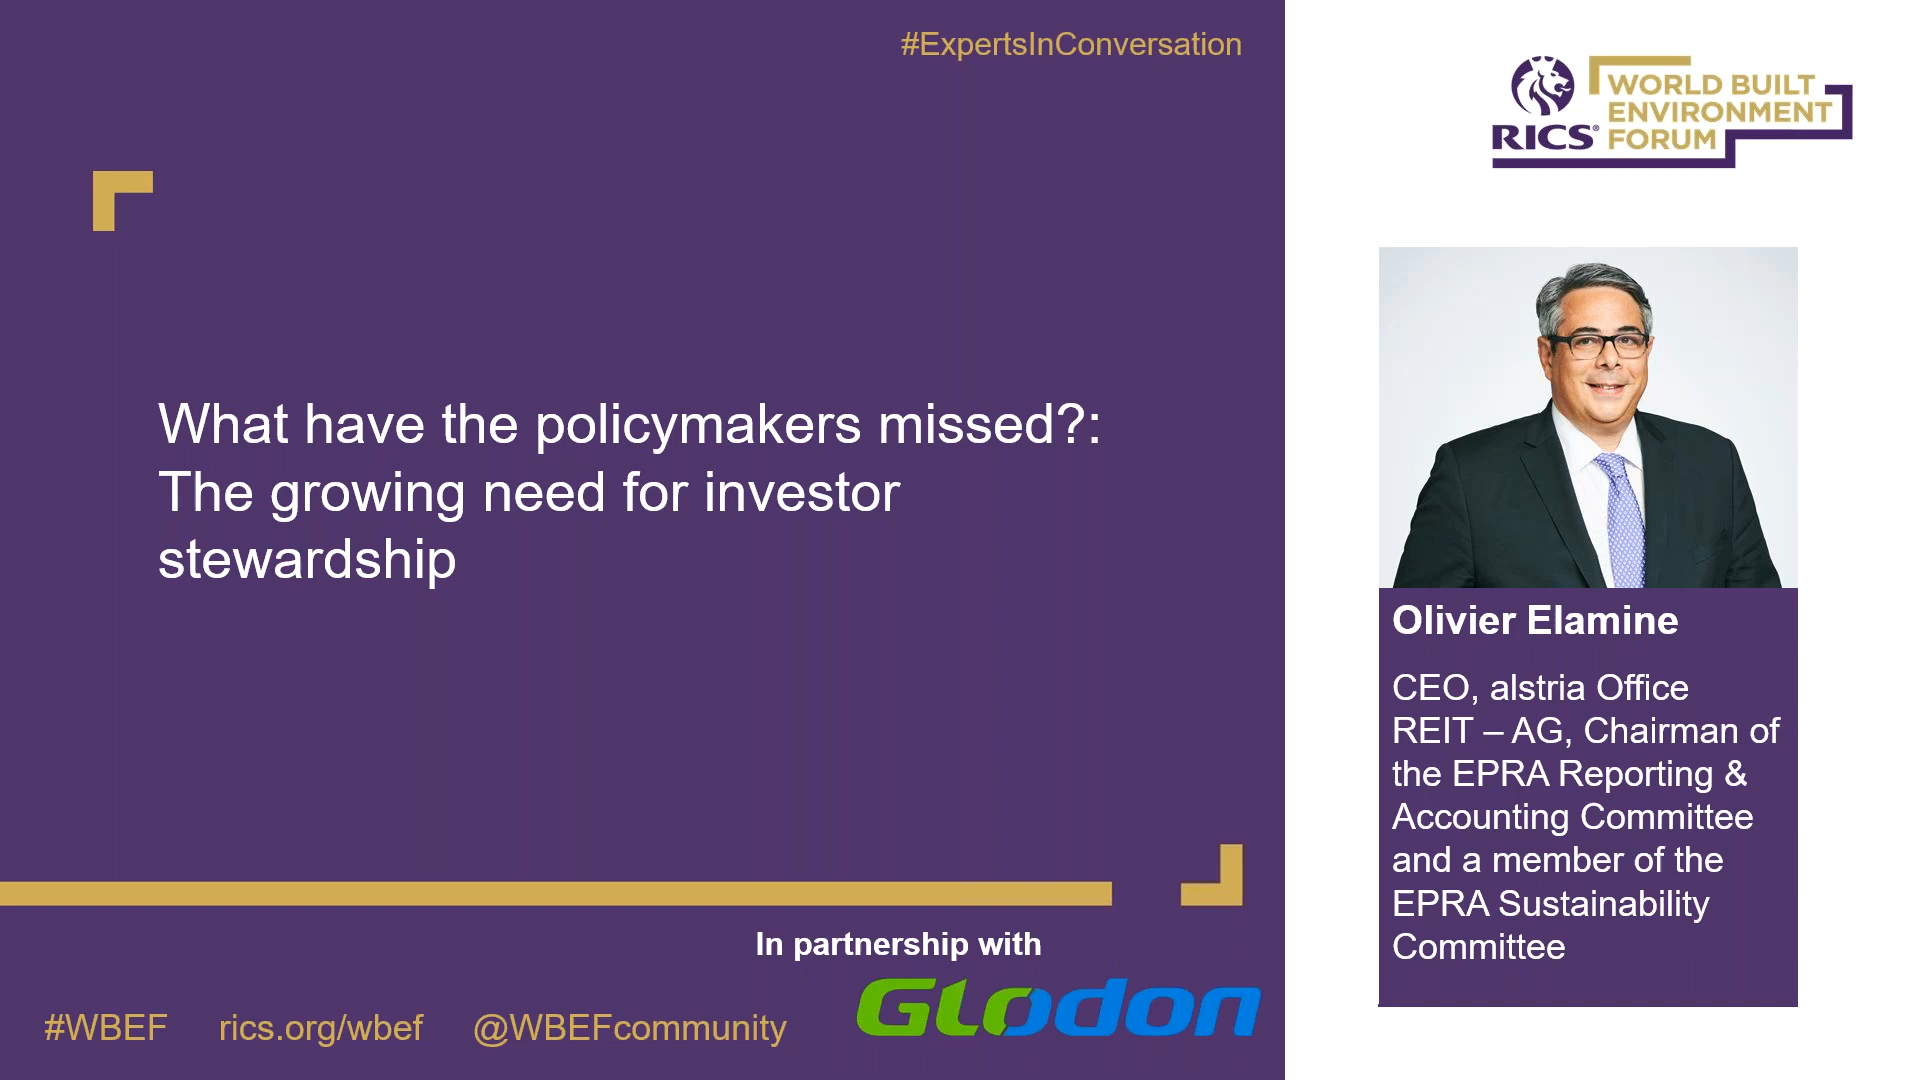 #ExpertsInConversation
What have the policymakers missed?:
The growing need for investor
stewardship
In partnership with
GLODON
#WBEF rics.org/wbef @WBEFcommunity
RICS®
WORLD BUILT
ENVIRONMENT
FORUM
Olivier Elamine
CEO, alstria Office
REIT – AG, Chairman of
the EPRA Reporting &
Accounting Committee
and a member of the
EPRA Sustainability
Committee